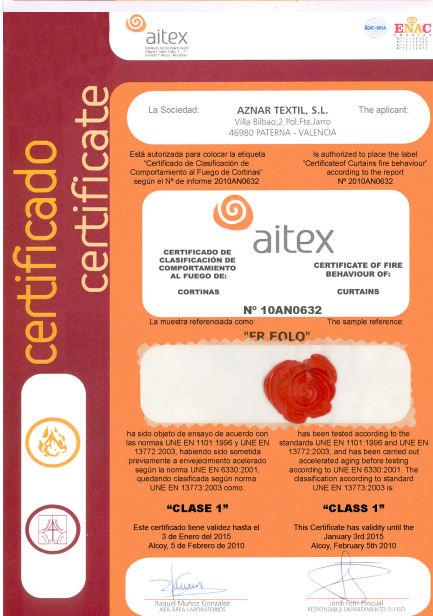 aitex
ENAC
certificado
certificate
La Sociedad:
AZNAR TEXTIL, S.L.
Villa Bilbao,2 Pol.Fte.Jarro
46980 PATERNA - VALENCIA
The aplicant:
Está autorizada para colocar la etiqueta
"Certificado de Clasificación de
Comportamiento al Fuego de Cortinas"
según el Nº de informe 2010AN0632
Is authorized to place the label
"Certificateof Curtains fire behaviour"
according to the report
Nº 2010AN0632
aitex
CERTIFICADO DE
CLASIFICACIÓN DE
COMPORTAMIENTO
AL FUEGO DE:
CORTINAS
CERTIFICATE OF FIRE
BEHAVIOUR OF:
CURTAINS
Nº 10AN0632
La muestra referenciada como:
The sample reference:
"FR EOLO"
ha sido objeto de ensayo de acuerdo con
las normas UNE EN 1101:1996 y UNE EN
13772:2003, habiendo sido sometida
previamente a envejecimiento acelerado
según la norma UNE EN 6330:2001,
quedando clasificada según norma
UNE EN 13773:2003 como:
has been tested according to the
standards UNE EN 1101:1996 and UNE EN
13772:2003, and has been carried out
accelerated aging before testing
according to UNE EN 6330:2001. The
classification according to standard
UNE EN 13773:2003 is:
"CLASE 1"
"CLASS 1"
Este certificado tiene validez hasta el
3 de Enero del 2015
Alcoy, 5 de Febrero de 2010
This Certificate has validity until the
January 3rd 2015
Alcoy, February 5th 2010
Raquel Muñoz González
JEFA AREA LABORATORIOS
Jordi Ferri Pascual
RESPONSABLE DEPARTAMENTO FUEGO